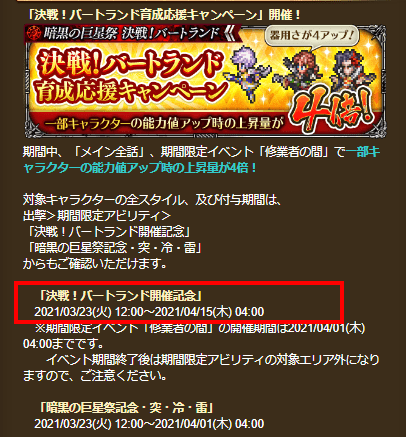 「決戦！バートランド育成応援キャンペーン」開催！
暗黒の巨星祭 決戦！バートランド
器用さが4アップ！
決戦！バートランド
育成応援キャンペーン
4倍！
一部キャラクターの能力値アップ時の上昇量が
期間中、「メイン全話」、期間限定イベント「修業者の間」で一部キ
ャラクターの能力値アップ時の上昇量が4倍！
対象キャラクターの全スタイル、及び付与期間は、
出撃＞期間限定アビリティ＞
「決戦！バートランド開催記念」
「暗黒の巨星祭記念・突・冷・雷」
からもご確認いただけます。
「決戦！バートランド開催記念」
2021/03/23(火) 12:00～2021/04/15(木) 04:00
※期間限定イベント「修業者の間」の開催期間は2021/04/01(木)
04:00までです。
イベント期間終了後は期間限定アビリティの対象エリア外になり
ますので、ご注意ください。
「暗黒の巨星祭記念・突・冷・雷」
2021/03/23(火) 12:00～2021/04/01(木) 04:00